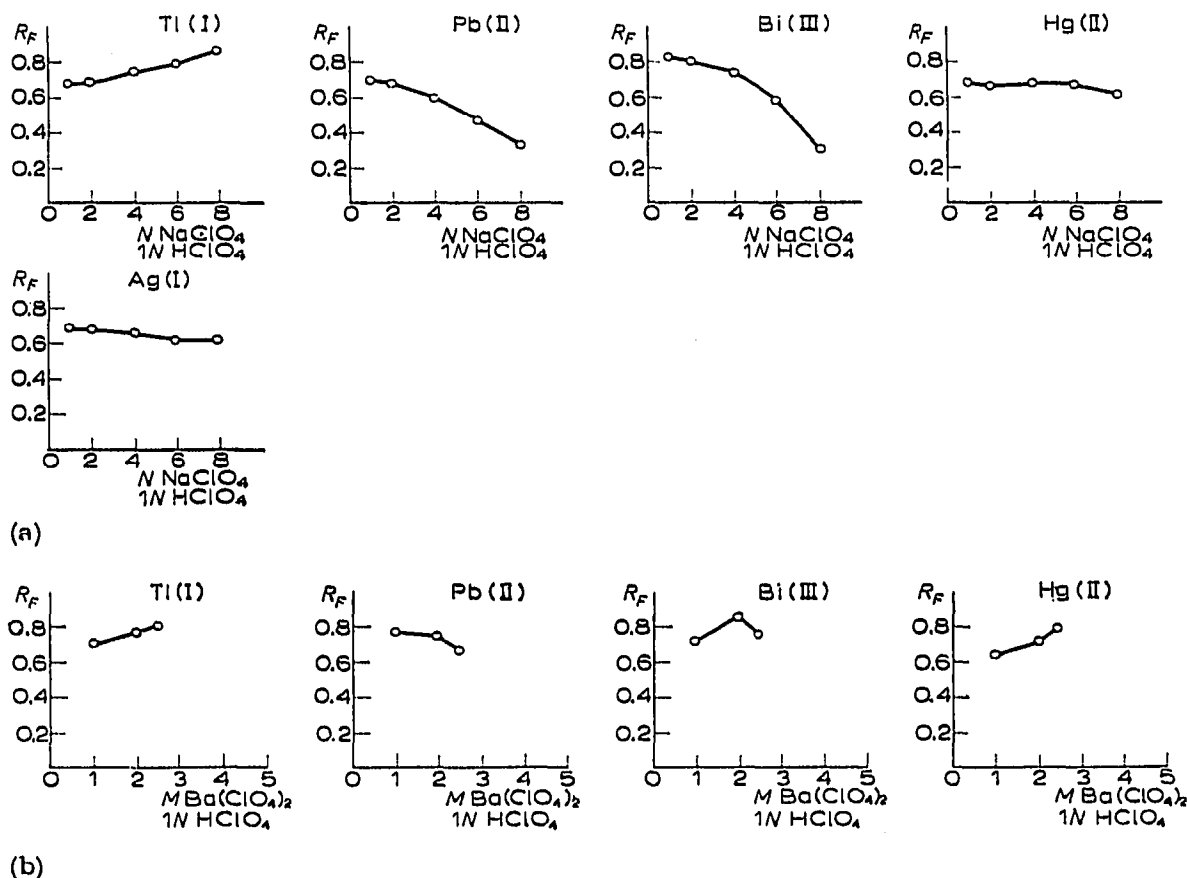 Tl(I) Pb(II) Bi(III) Hg(II)
R_F R_F R_F R_F
0.8 0.8 0.8 0.8
0.6 0.6 0.6 0.6
0.4 0.4 0.4 0.4
0.2 0.2 0.2 0.2
0 2 4 6 8 0 2 4 6 8 0 2 4 6 8 0 2 4 6 8
N NaClO4 N NaClO4 N NaClO4 N NaClO4
1N HClO4 1N HClO4 1N HClO4 1N HClO4
Ag(I)
R_F
0.8
0.6
0.4
0.2
0 2 4 6 8
N NaClO4
1N HClO4
(a)
Tl(I) Pb(II) Bi(III) Hg(II)
R_F R_F R_F R_F
0.8 0.8 0.8 0.8
0.6 0.6 0.6 0.6
0.4 0.4 0.4 0.4
0.2 0.2 0.2 0.2
0 1 2 3 4 5 0 1 2 3 4 5 0 1 2 3 4 5 0 1 2 3 4 5
M Ba(ClO4)2 M Ba(ClO4)2 M Ba(ClO4)2 M Ba(ClO4)2
1N HClO4 1N HClO4 1N HClO4 1N HClO4
(b)